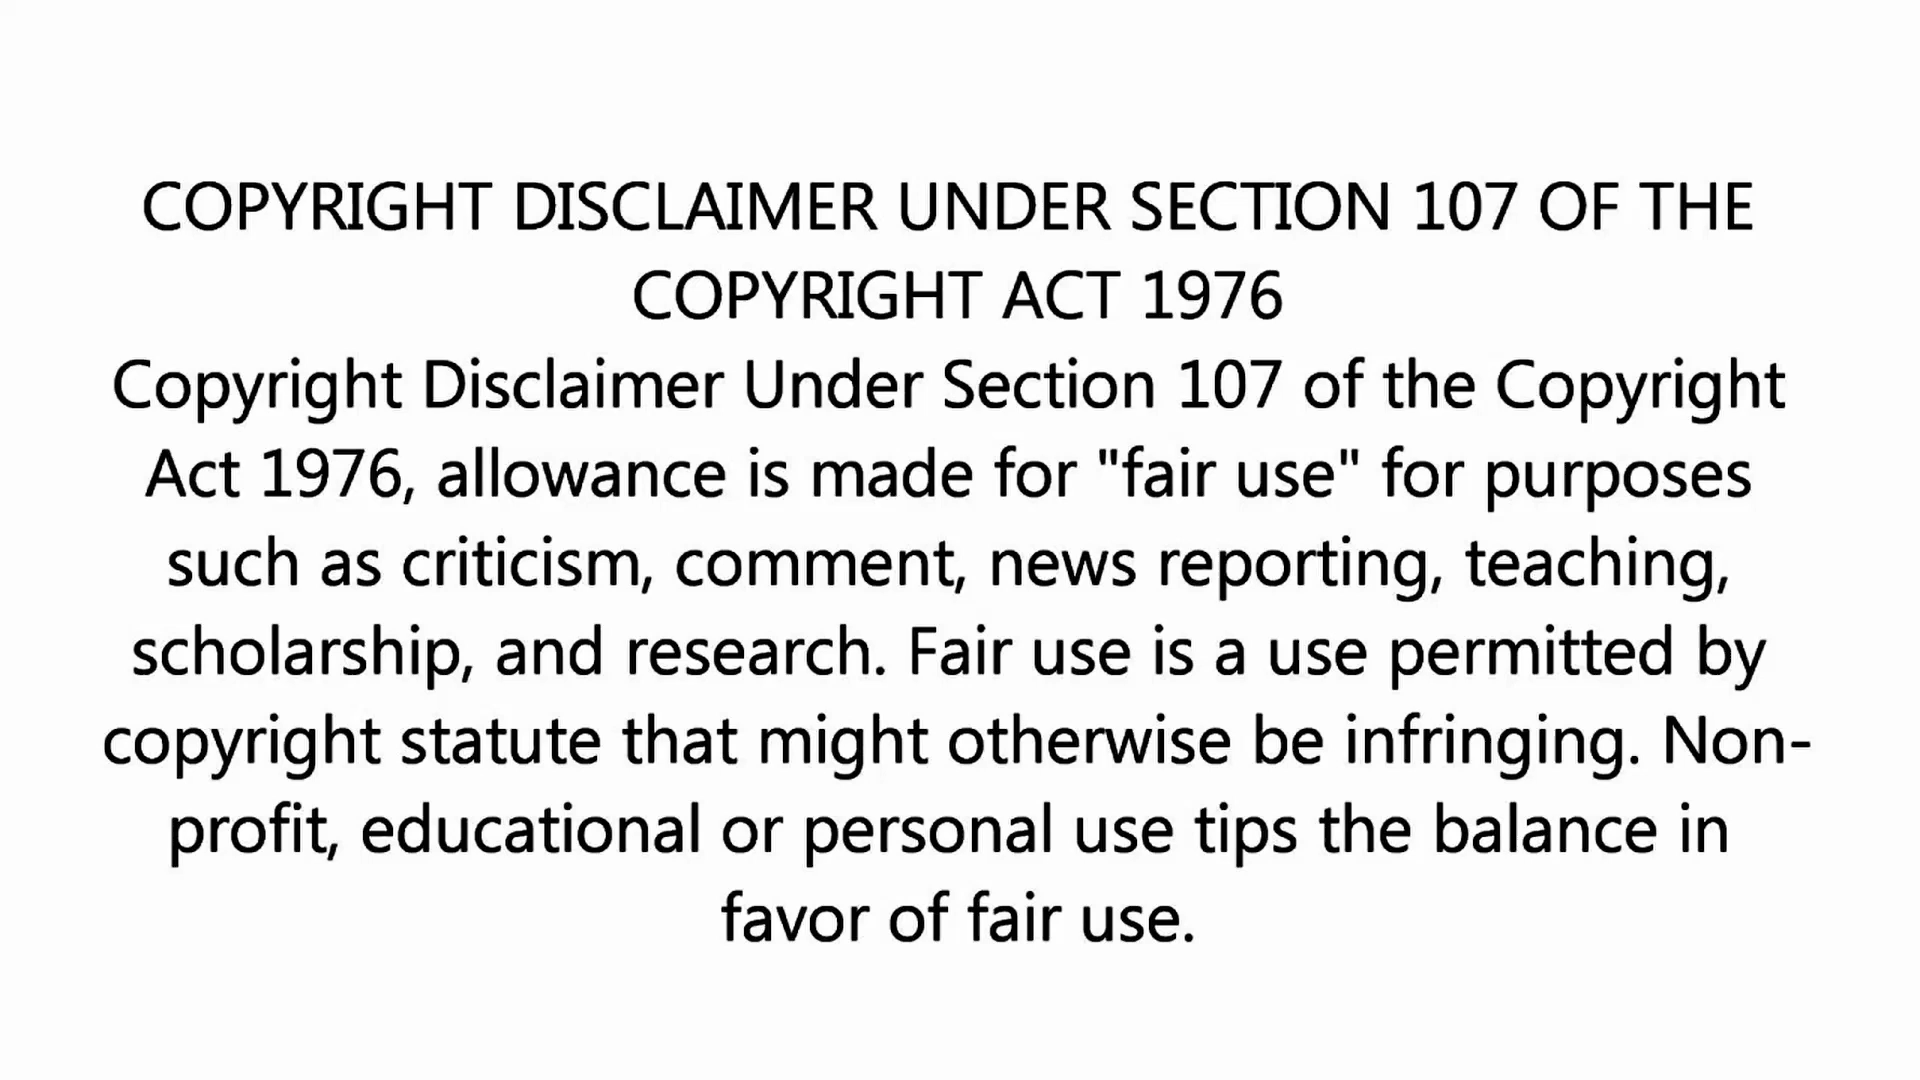 COPYRIGHT DISCLAIMER UNDER SECTION 107 OF THE
COPYRIGHT ACT 1976
Copyright Disclaimer Under Section 107 of the Copyright
Act 1976, allowance is made for "fair use" for purposes
such as criticism, comment, news reporting, teaching,
scholarship, and research. Fair use is a use permitted by
copyright statute that might otherwise be infringing. Non-
profit, educational or personal use tips the balance in
favor of fair use.